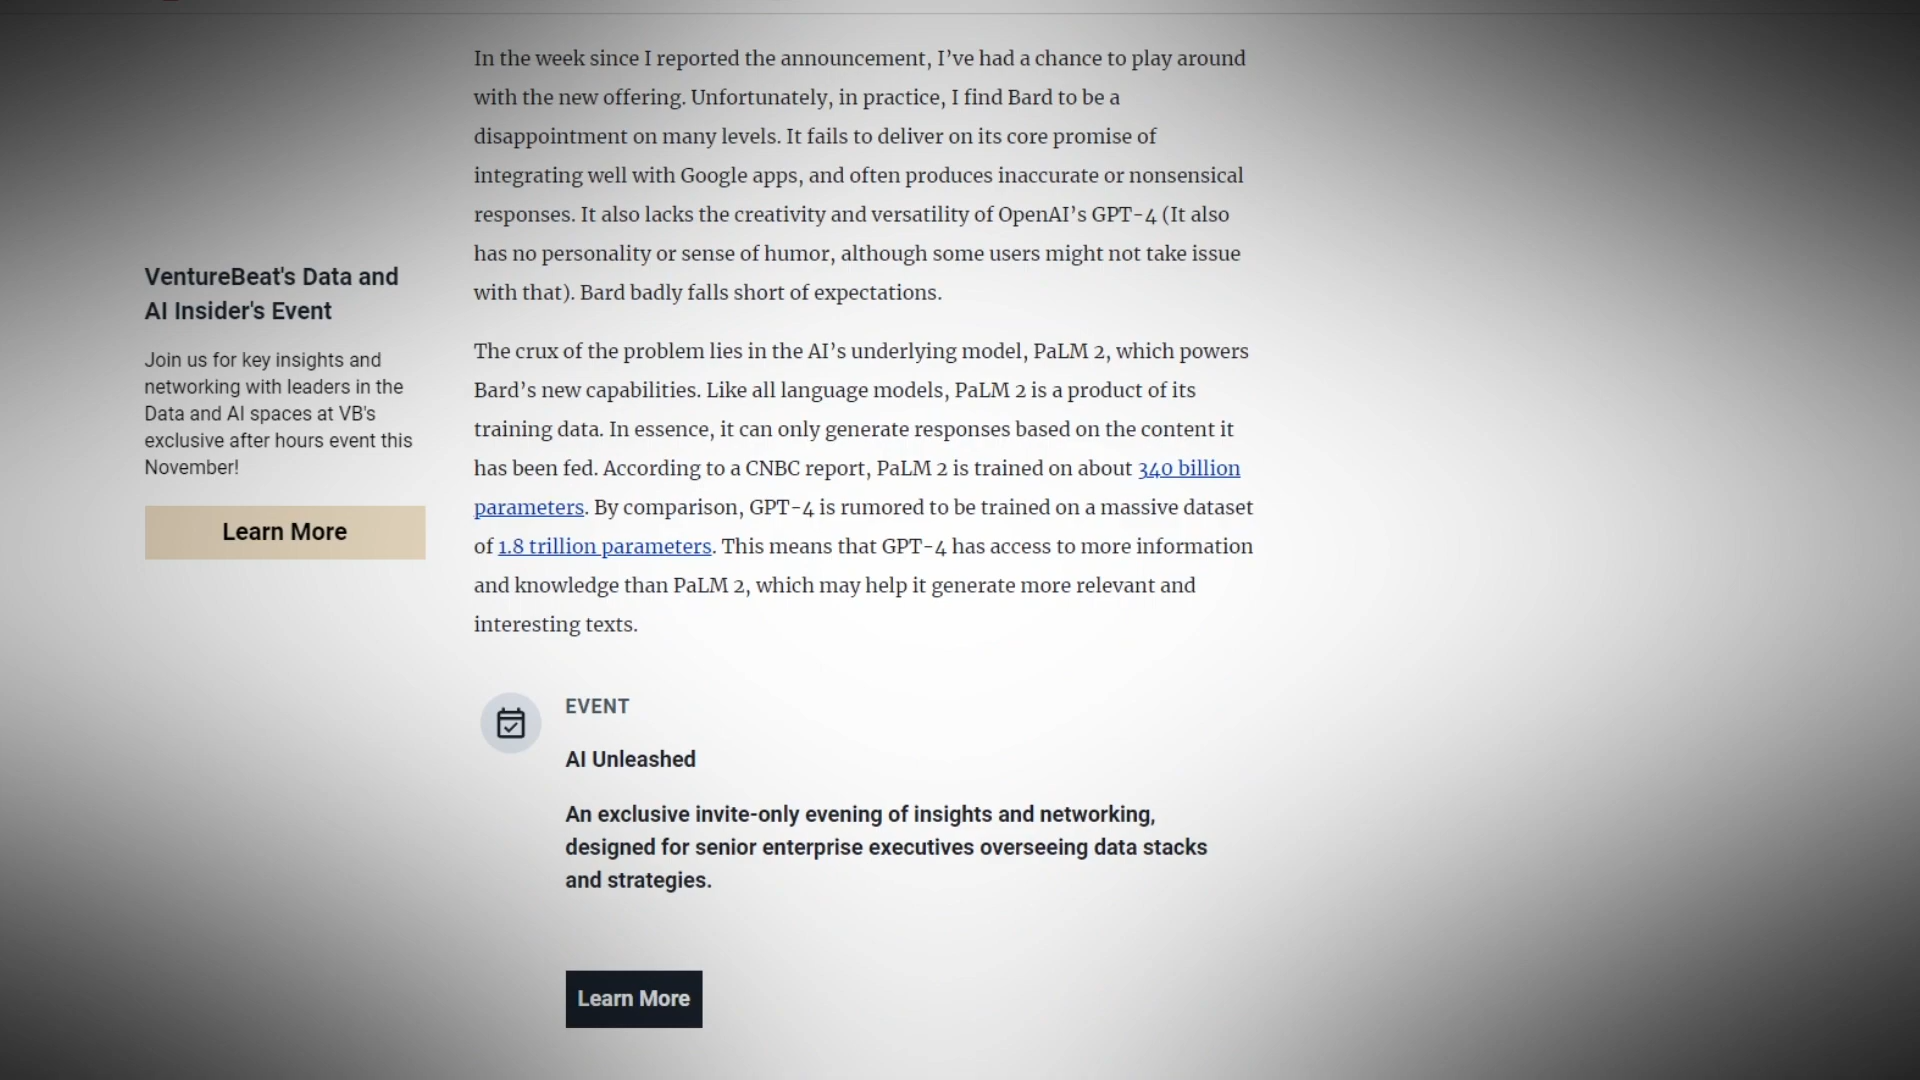 In the week since I reported the announcement, I’ve had a chance to play around
with the new offering. Unfortunately, in practice, I find Bard to be a
disappointment on many levels. It fails to deliver on its core promise of
integrating well with Google apps, and often produces inaccurate or nonsensical
responses. It also lacks the creativity and versatility of OpenAI’s GPT-4 (It also
has no personality or sense of humor, although some users might not take issue
with that). Bard badly falls short of expectations.
VentureBeat's Data and
AI Insider's Event
Join us for key insights and
networking with leaders in the
Data and AI spaces at VB's
exclusive after hours event this
November!
Learn More
The crux of the problem lies in the AI’s underlying model, PaLM 2, which powers
Bard’s new capabilities. Like all language models, PaLM 2 is a product of its
training data. In essence, it can only generate responses based on the content it
has been fed. According to a CNBC report, PaLM 2 is trained on about 340 billion
parameters. By comparison, GPT-4 is rumored to be trained on a massive dataset
of 1.8 trillion parameters. This means that GPT-4 has access to more information
and knowledge than PaLM 2, which may help it generate more relevant and
interesting texts.
EVENT
AI Unleashed
An exclusive invite-only evening of insights and networking,
designed for senior enterprise executives overseeing data stacks
and strategies.
Learn More